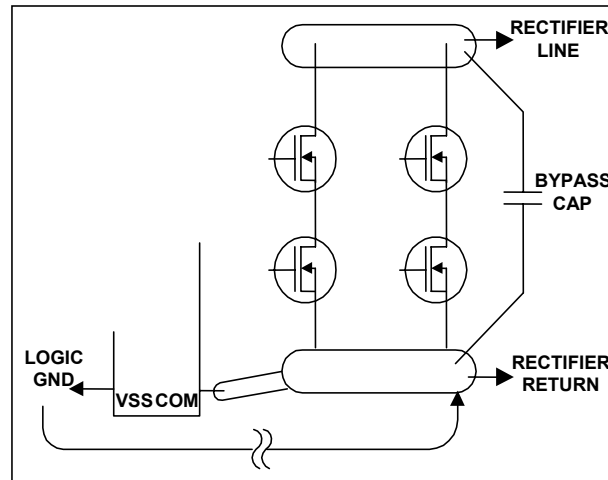 RECTIFIER
LINE
BYPASS
CAP
LOGIC
GND
VSS COM
RECTIFIER
RETURN